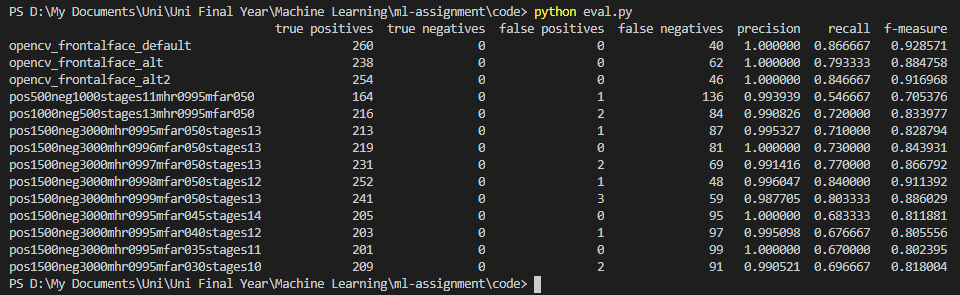 PS D:\My Documents\Uni\Uni Final Year\Machine Learning\ml-assignment\code> python eval.py
true positives true negatives false positives false negatives precision recall f-measure
opencv_frontalface_default 260 0 0 40 1.000000 0.866667 0.928571
opencv_frontalface_alt 238 0 0 62 1.000000 0.793333 0.884758
opencv_frontalface_alt2 254 0 0 46 1.000000 0.846667 0.916968
pos500neg1000stages11mhr0995mfar050 164 0 1 136 0.993939 0.546667 0.705376
pos1000neg500stages13mhr0995mfar050 216 0 2 84 0.990826 0.720000 0.833977
pos1500neg3000mhr0995mfar050stages13 213 0 1 87 0.995327 0.710000 0.828794
pos1500neg3000mhr0996mfar050stages13 219 0 0 81 1.000000 0.730000 0.843931
pos1500neg3000mhr0997mfar050stages13 231 0 2 69 0.991416 0.770000 0.866792
pos1500neg3000mhr0998mfar050stages12 252 0 1 48 0.996047 0.840000 0.911392
pos1500neg3000mhr0999mfar050stages13 241 0 3 59 0.987705 0.803333 0.886029
pos1500neg3000mhr0995mfar045stages14 205 0 0 95 1.000000 0.683333 0.811881
pos1500neg3000mhr0995mfar040stages12 203 0 1 97 0.995098 0.676667 0.805556
pos1500neg3000mhr0995mfar035stages11 201 0 0 99 1.000000 0.670000 0.802395
pos1500neg3000mhr0995mfar030stages10 209 0 2 91 0.990521 0.696667 0.818004
PS D:\My Documents\Uni\Uni Final Year\Machine Learning\ml-assignment\code>